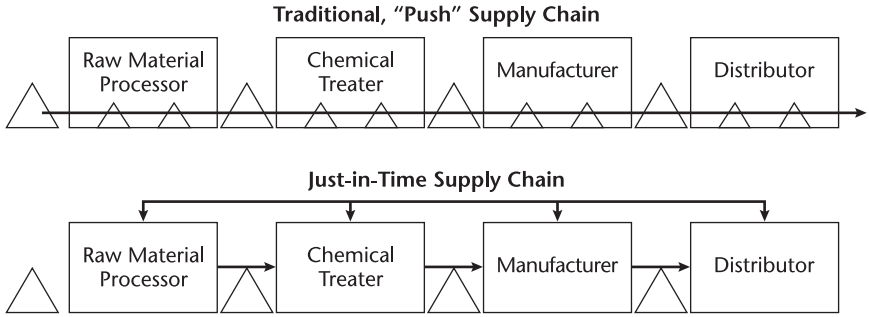 Traditional, “Push” Supply Chain
Raw Material
Processor
Chemical
Treater
Manufacturer
Distributor
Just-in-Time Supply Chain
Raw Material
Processor
Chemical
Treater
Manufacturer
Distributor